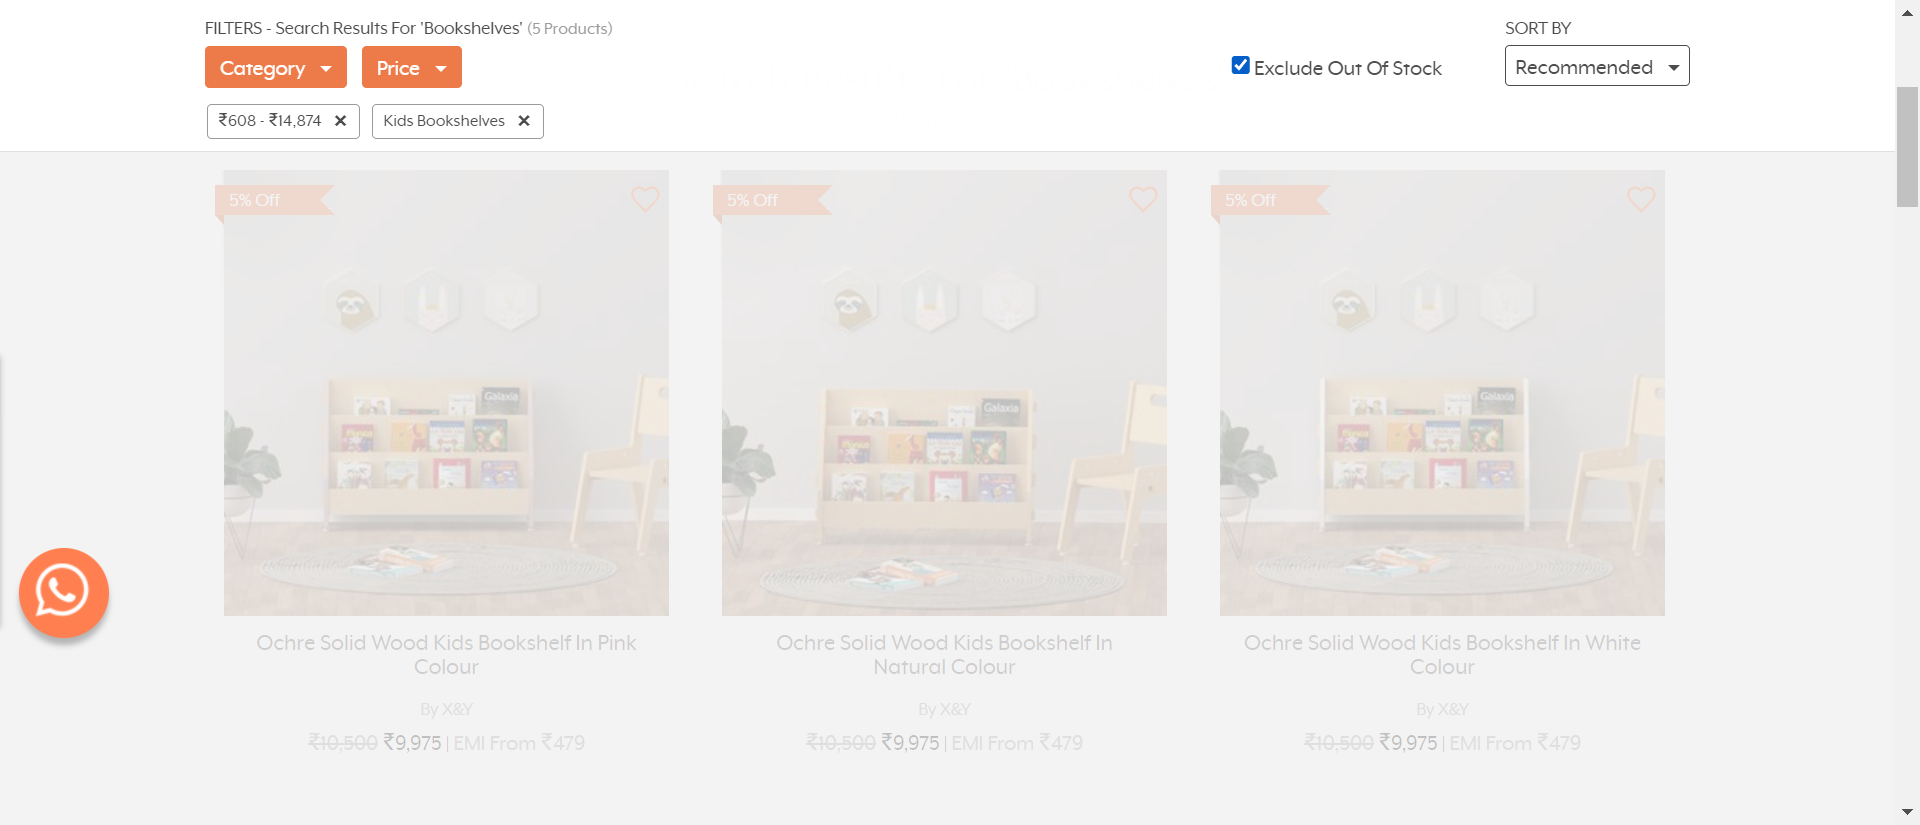 FILTERS - Search Results For 'Bookshelves' (5 Products)
SORT BY
Category
Price
Exclude Out Of Stock
Recommended
₹608 - ₹14,874
Kids Bookshelves
5% Off
5% Off
5% Off
Galaxia
Galaxia
Galaxia
Ochre Solid Wood Kids Bookshelf In Pink
Colour
By X&Y
₹10,500 ₹9,975 | EMI From ₹479
Ochre Solid Wood Kids Bookshelf In
Natural Colour
By X&Y
₹10,500 ₹9,975 | EMI From ₹479
Ochre Solid Wood Kids Bookshelf In White
Colour
By X&Y
₹10,500 ₹9,975 | EMI From ₹479